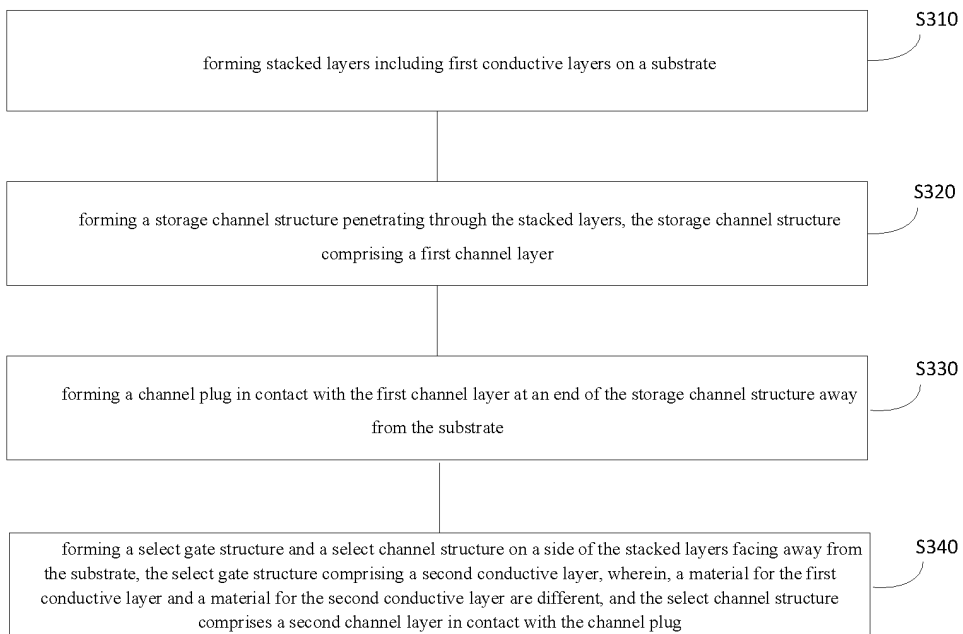 forming stacked layers including first conductive layers on a substrate
S310
forming a storage channel structure penetrating through the stacked layers, the storage channel structure
comprising a first channel layer
S320
forming a channel plug in contact with the first channel layer at an end of the storage channel structure away
from the substrate
S330
forming a select gate structure and a select channel structure on a side of the stacked layers facing away from
the substrate, the select gate structure comprising a second conductive layer, wherein, a material for the first
conductive layer and a material for the second conductive layer are different, and the select channel structure
comprises a second channel layer in contact with the channel plug
S340